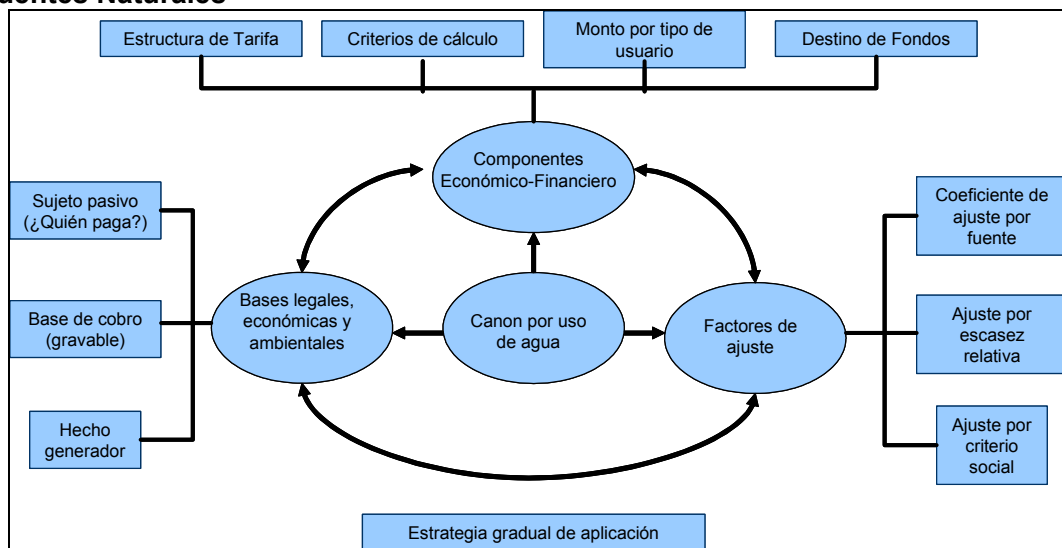 Naturales
Estructura de Tarifa
Criterios de cálculo
Monto por tipo de
usuario
Destino de Fondos
Componentes
Económico-Financiero
Sujeto pasivo
(¿Quién paga?)
Coeficiente de
ajuste por
fuente
Base de cobro
(gravable)
Bases legales,
económicas y
ambientales
Canon por uso
de agua
Factores de
ajuste
Ajuste por
escasez
relativa
Hecho
generador
Ajuste por
criterio
social
Estrategia gradual de aplicación